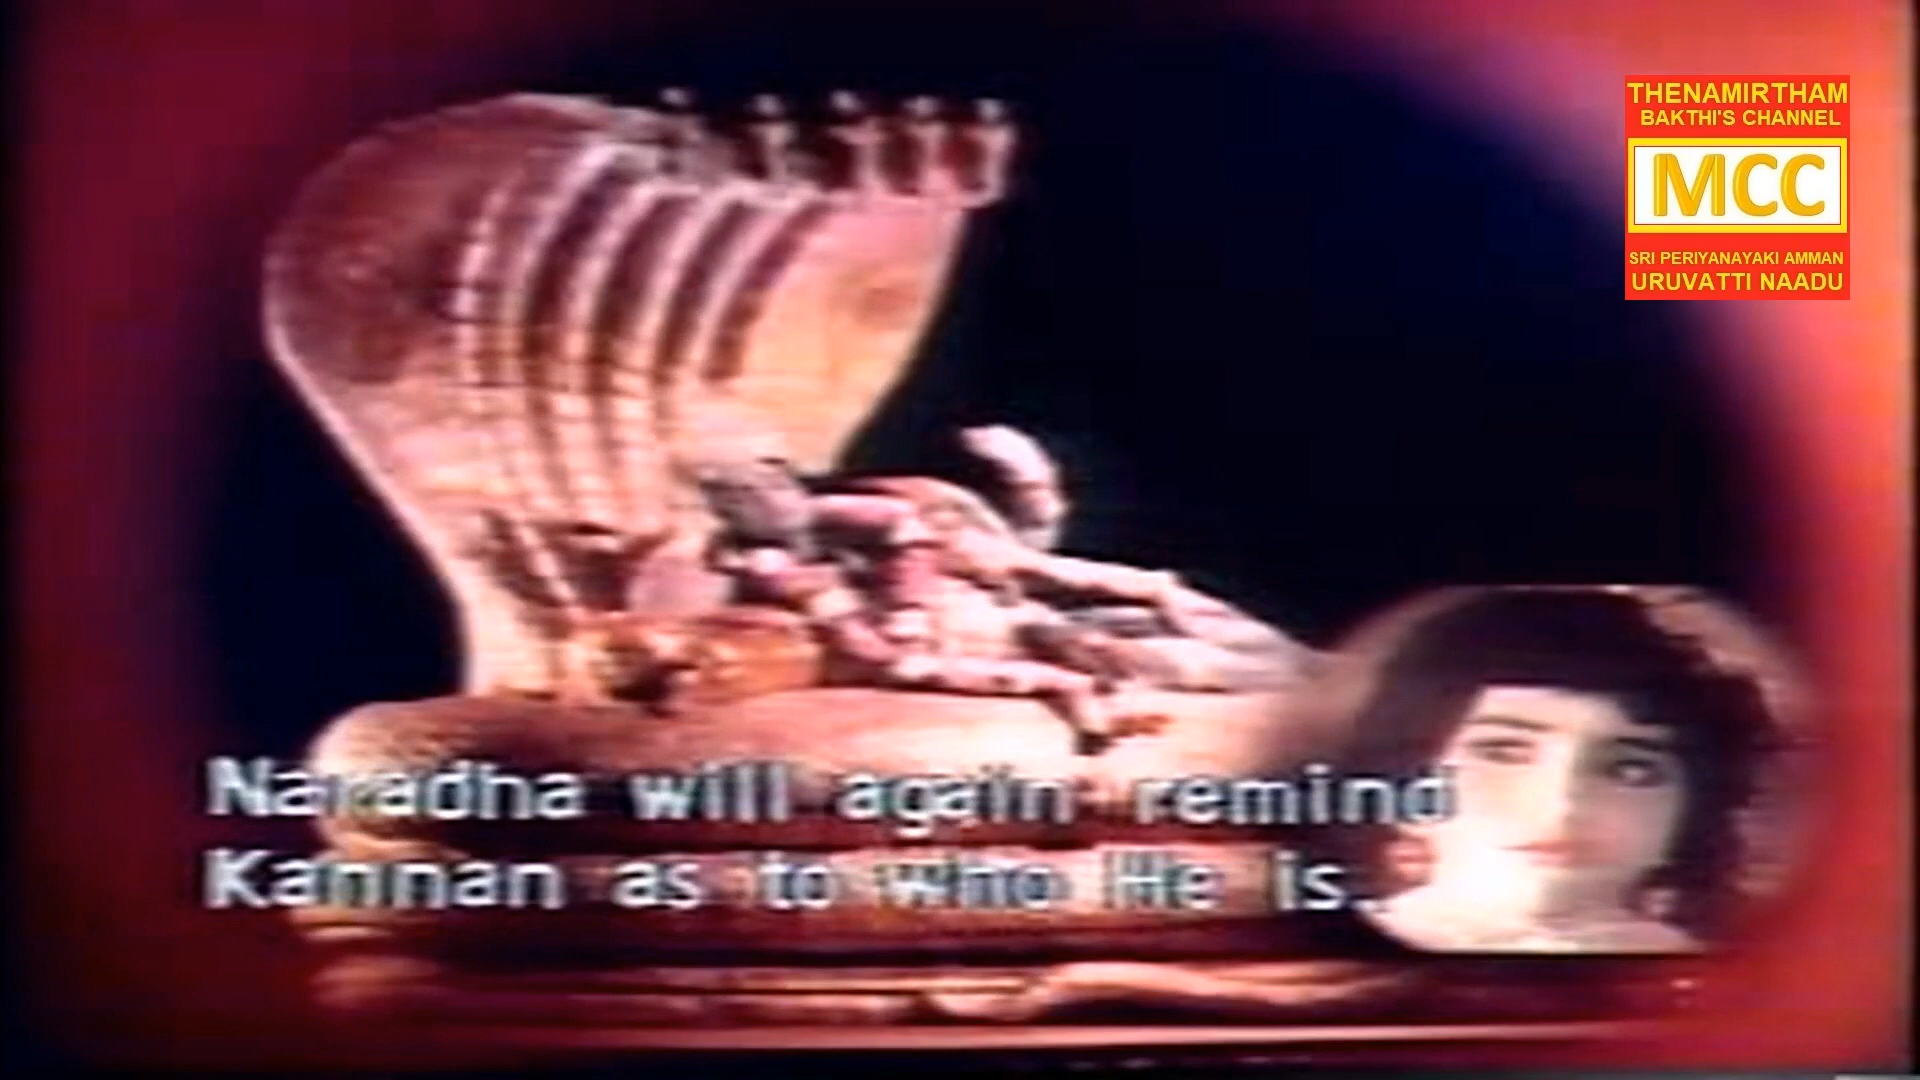 THENAMIRTHAM
BAKTHI'S CHANNEL
MCC
SRI PERIYANAYAKI AMMAN
URUVATTI NAADU
Naradha will again remind
Kannan as to who He is.